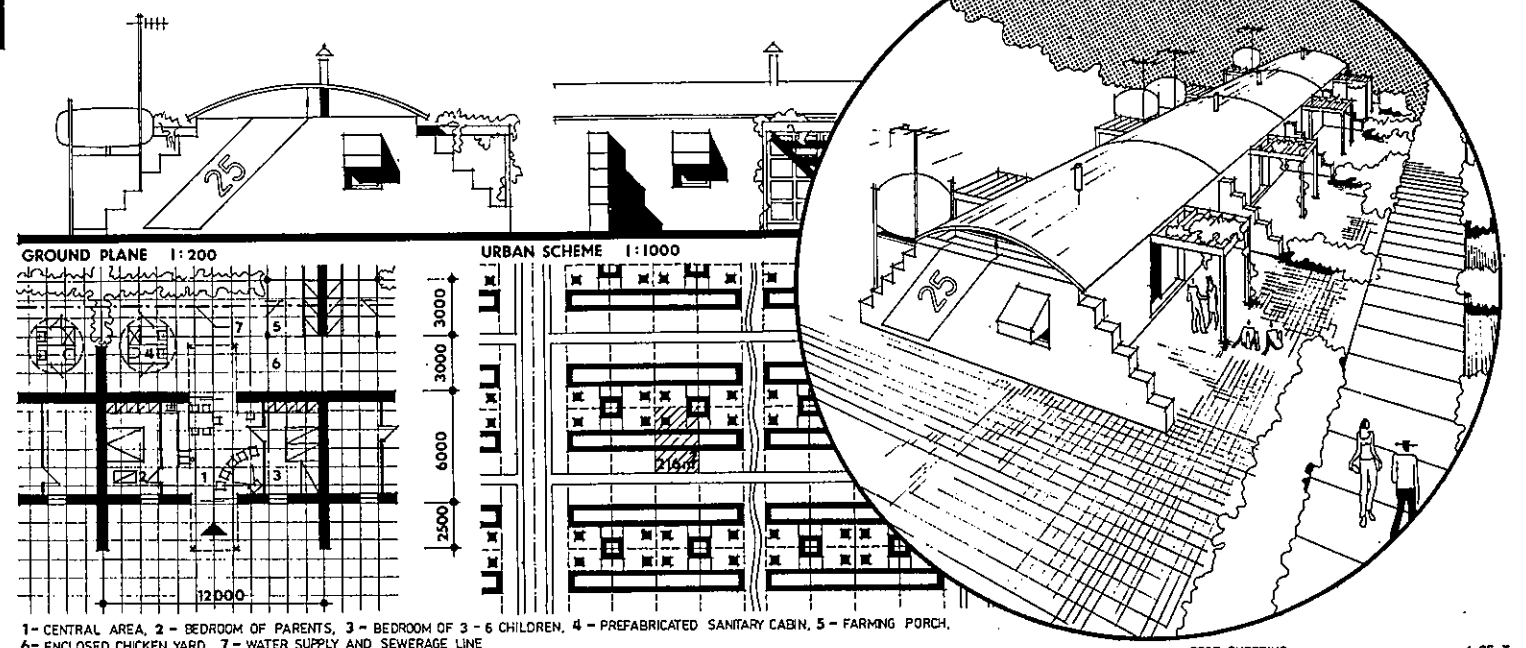 25
GROUND PLANE 1:200
URBAN SCHEME 1:1000
25
3000
3000
6000
2500
7
5
4
6
2
1
3
216m²
12000
1- CENTRAL AREA, 2 - BEDROOM OF PARENTS, 3 - BEDROOM OF 3-6 CHILDREN, 4 - PREFABRICATED SANITARY CABIN, 5 - FARMING PORCH,
6- ENCLOSED CHICKEN YARD, 7- WATER SUPPLY AND SEWERAGE LINE